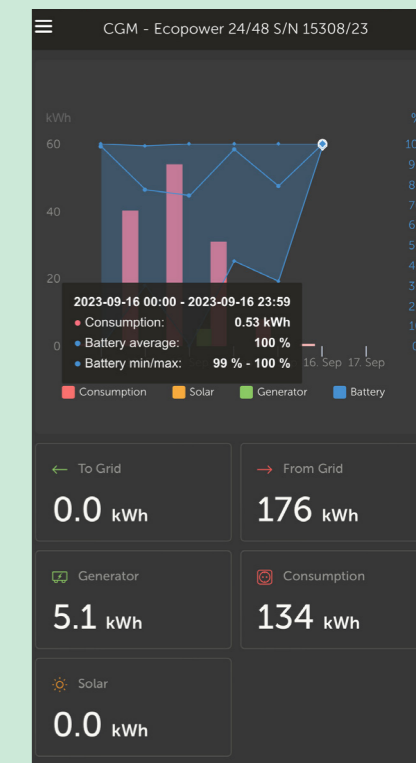 CGM - Ecopower 24/48 S/N 15308/23
kWh
%
60
40
20
0
2023-09-16 00:00 - 2023-09-16 23:59
Consumption: 0.53 kWh
Battery average: 100 %
Battery min/max: 99 % - 100 %
16. Sep 17. Sep
Consumption Solar Generator Battery
← To Grid
0.0 kWh
→ From Grid
176 kWh
Generator
5.1 kWh
Consumption
134 kWh
Solar
0.0 kWh